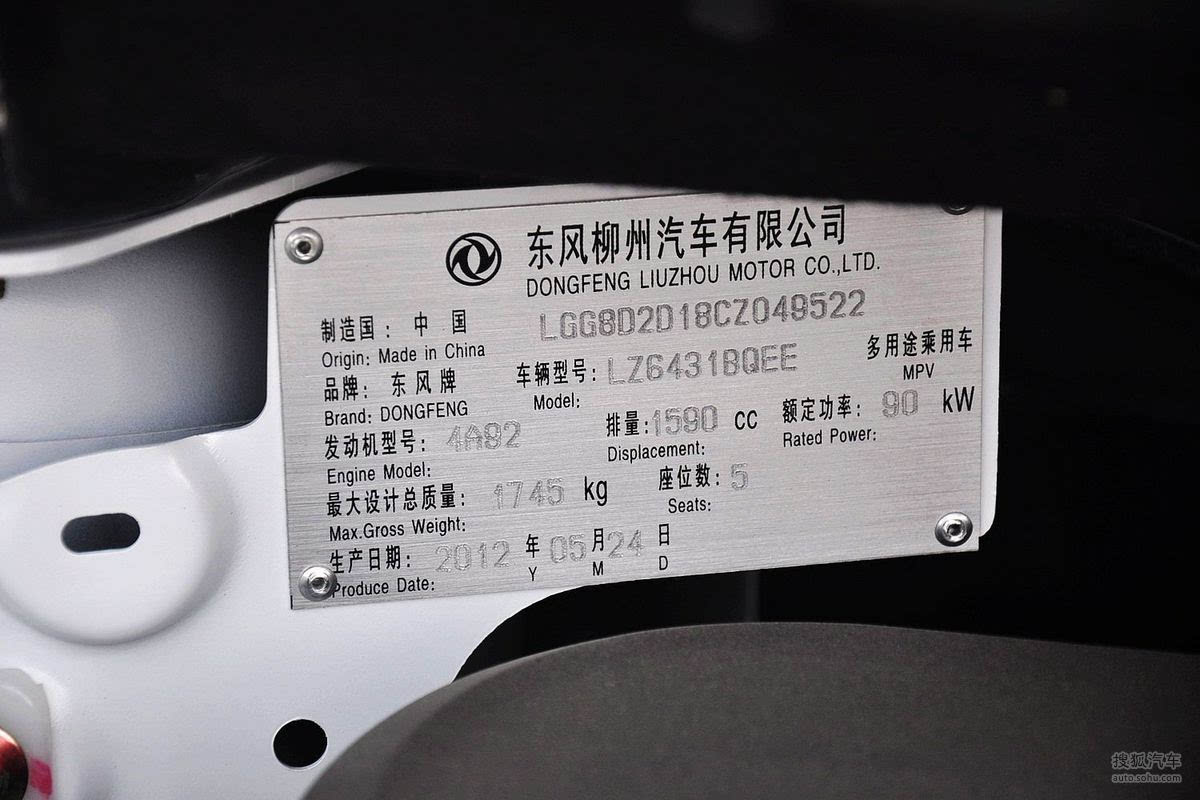 东风柳州汽车有限公司
DONGFENG LIUZHOU MOTOR CO.,LTD.
制造国：中国 LGG8D2D18CZ049522
Origin: Made in China
品牌：东风牌 车辆型号：LZ6431BQEE 多用途乘用车
Brand: DONGFENG Model: MPV
发动机型号：4A92 排量：1590 CC 额定功率：90 kW
Engine Model: Displacement: Rated Power:
最大设计总质量：1745 kg 座位数：5
Max.Gross Weight: Seats:
生产日期：2012 年 05 月 24 日
Produce Date: Y M D
搜狐汽车
auto.sohu.com